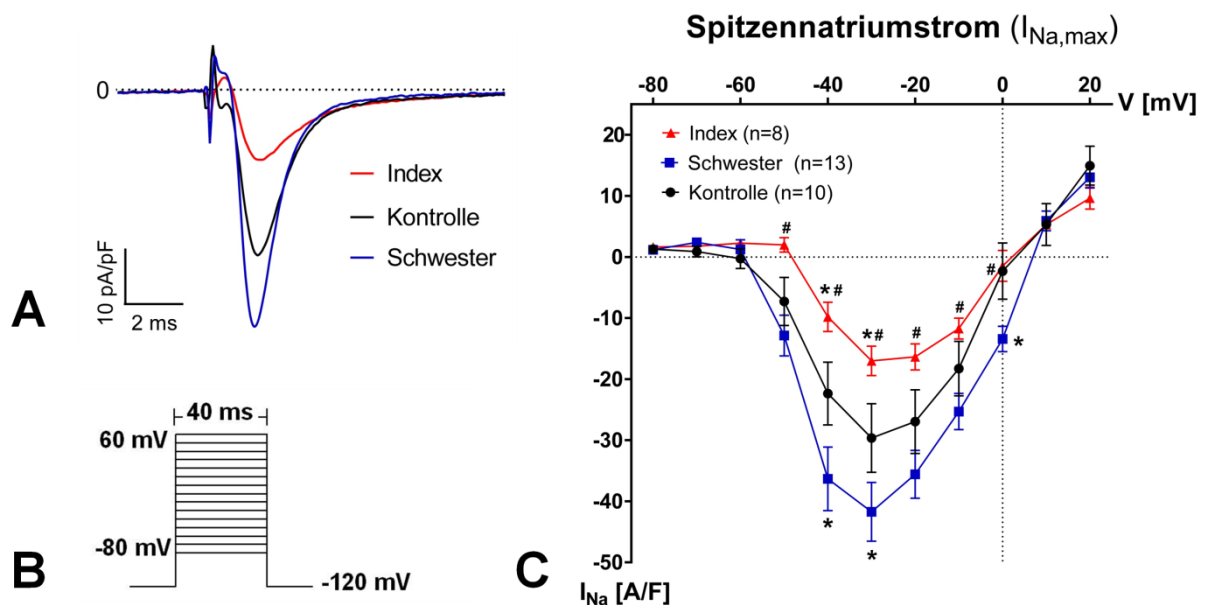 A
0
Index
Kontrolle
Schwester
10 pA/pF
2 ms
B
40 ms
60 mV
-80 mV
-120 mV
C
Spitzennatriumstrom (I_Na,max)
-80 -60 -40 -20 0 20 V [mV]
Index (n=8)
Schwester (n=13)
Kontrolle (n=10)
20
10
0
-10
-20
-30
-40
-50
I_Na [A/F]
#
*#
*#
#
#
#
*
*
*